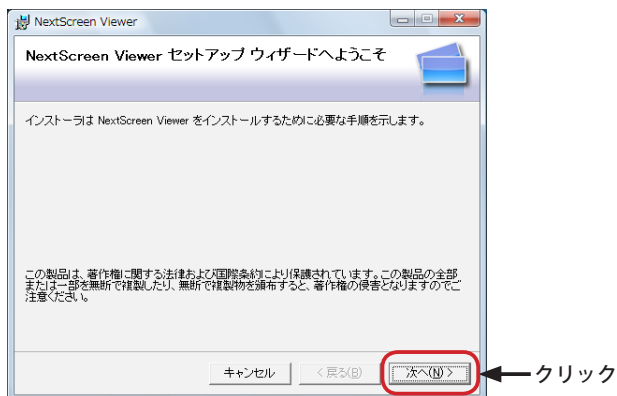 NextScreen Viewer
NextScreen Viewer セットアップ ウィザードへようこそ
インストーラは NextScreen Viewer をインストールするために必要な手順を示します。
この製品は、著作権に関する法律および国際条約により保護されています。この製品の全部
または一部を無断で複製したり、無断で複製物を頒布すると、著作権の侵害となりますのでご
注意ください。
キャンセル
< 戻る(B)
次へ(N) >
クリック